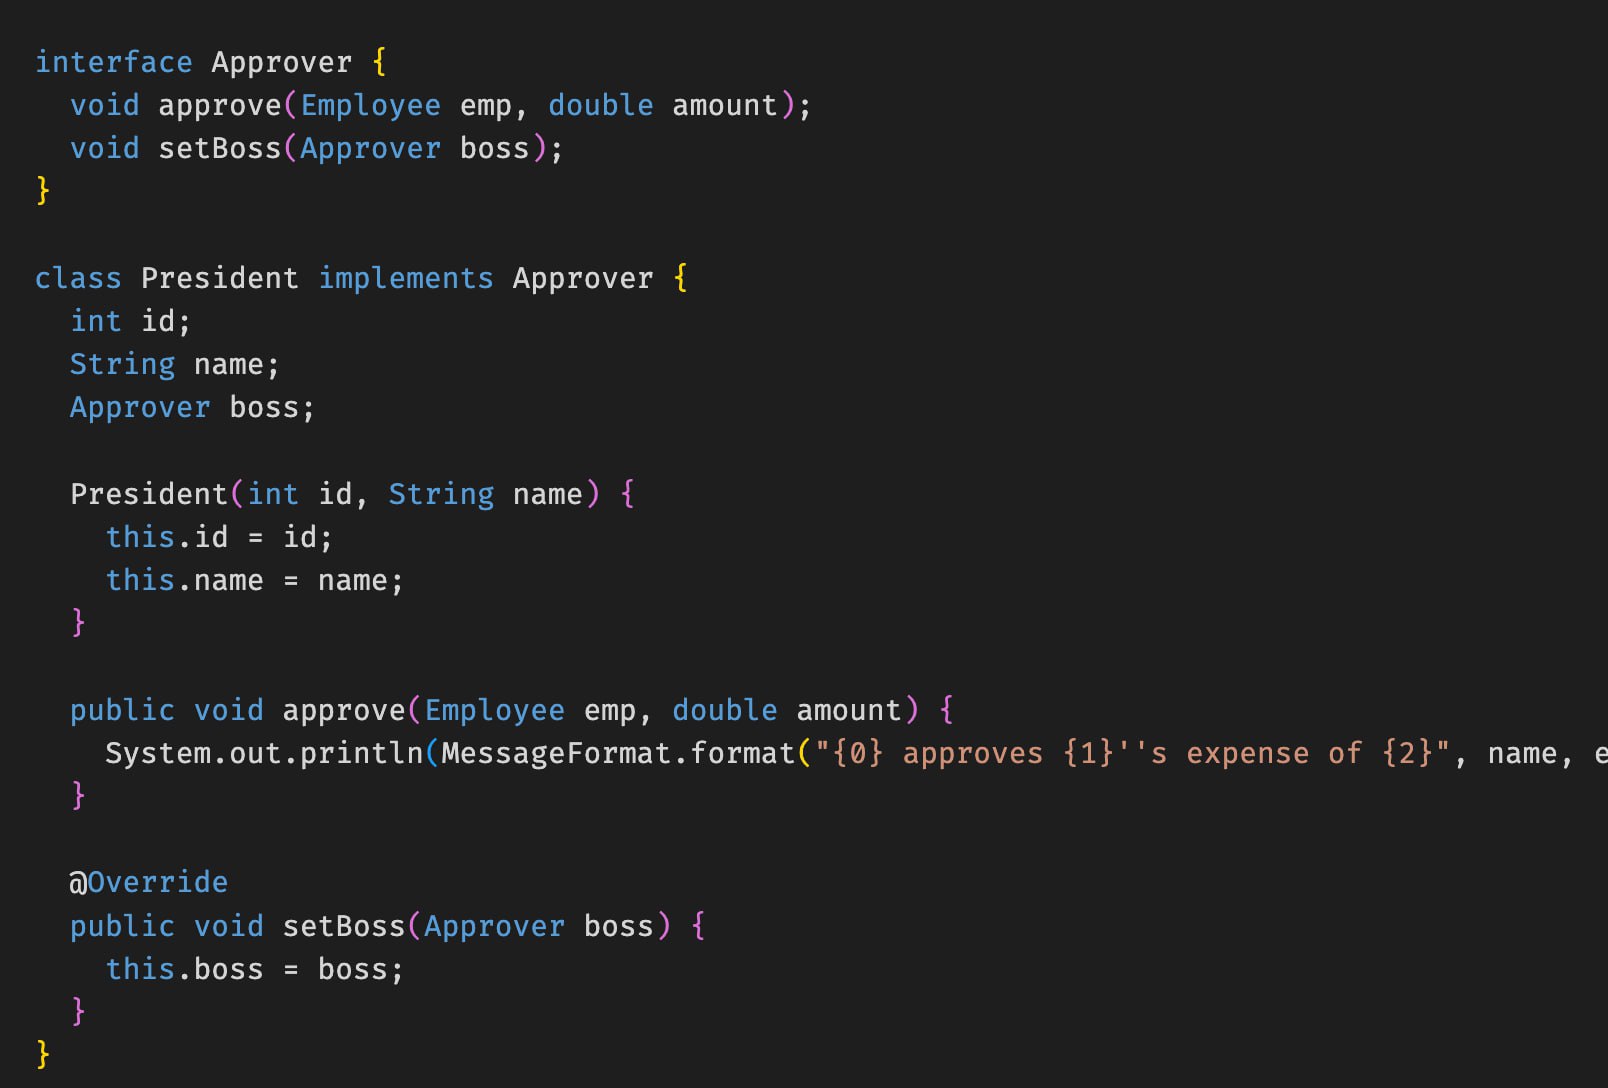 interface Approver {
  void approve(Employee emp, double amount);
  void setBoss(Approver boss);
}

class President implements Approver {
  int id;
  String name;
  Approver boss;

  President(int id, String name) {
    this.id = id;
    this.name = name;
  }

  public void approve(Employee emp, double amount) {
    System.out.println(MessageFormat.format("{0} approves {1}''s expense of {2}", name, e
  }

  @Override
  public void setBoss(Approver boss) {
    this.boss = boss;
  }
}